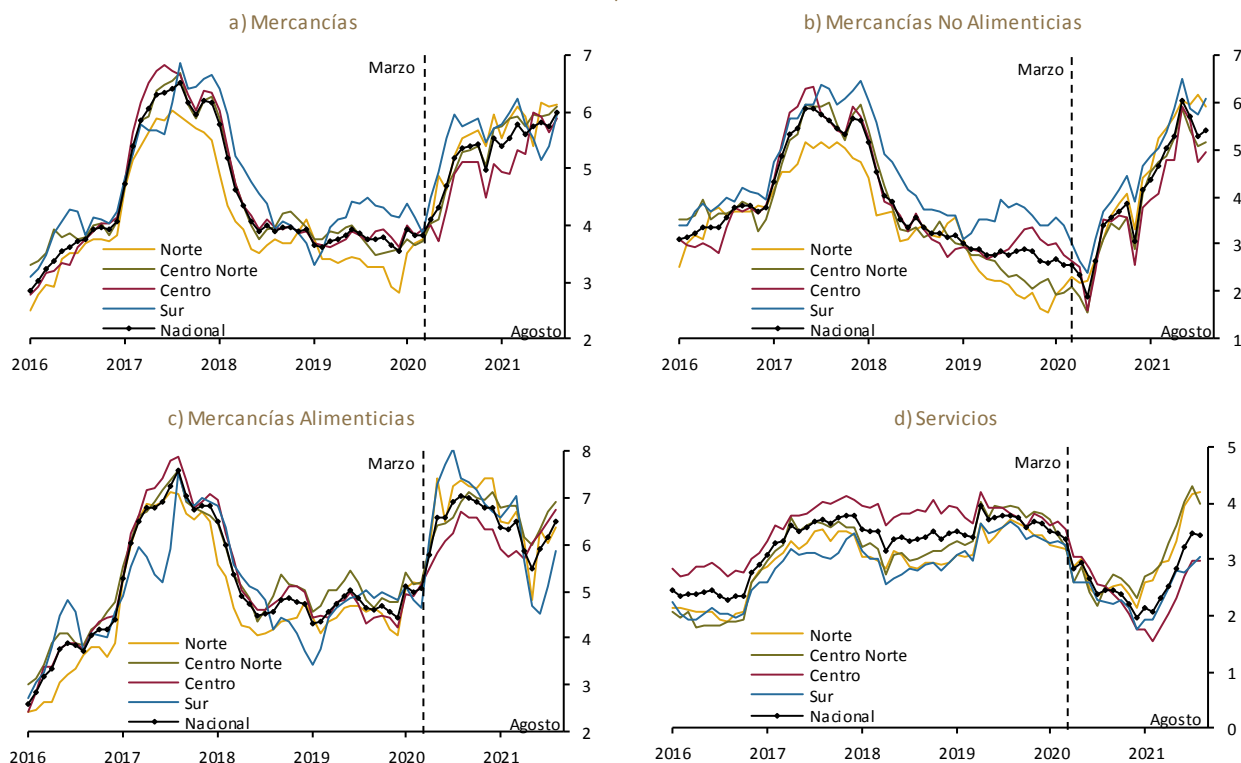 a) Mercancías
7
6
5
4
3
2
Marzo
Norte
Centro Norte
Centro
Sur
Nacional
Agosto
2016 2017 2018 2019 2020 2021
b) Mercancías No Alimenticias
7
6
5
4
3
2
1
Marzo
Norte
Centro Norte
Centro
Sur
Nacional
Agosto
2016 2017 2018 2019 2020 2021
c) Mercancías Alimenticias
8
7
6
5
4
3
2
Marzo
Norte
Centro Norte
Centro
Sur
Nacional
Agosto
2016 2017 2018 2019 2020 2021
d) Servicios
5
4
3
2
1
0
Marzo
Norte
Centro Norte
Centro
Sur
Nacional
Agosto
2016 2017 2018 2019 2020 2021